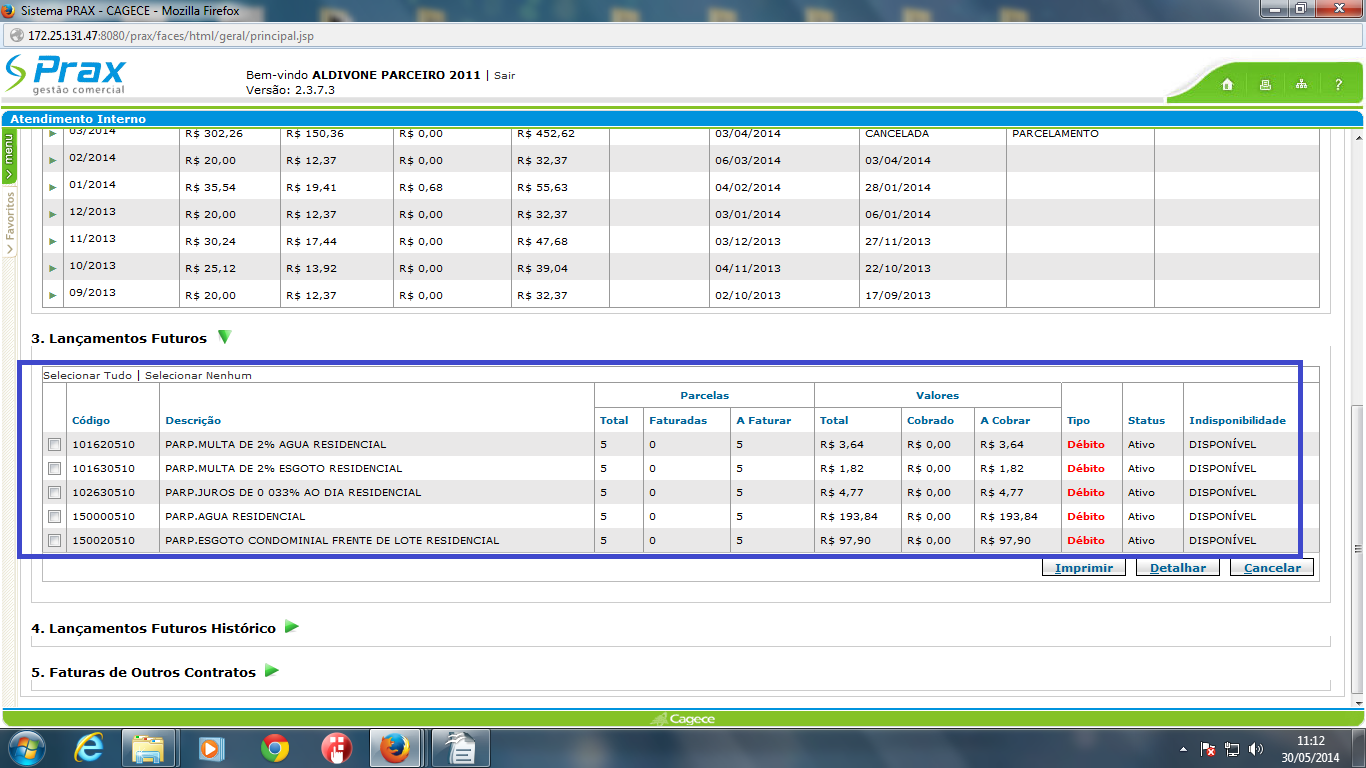 Sistema PRAX - CAGECE - Mozilla Firefox
172.25.131.47:8080/prax/faces/html/geral/principal.jsp
Prax
gestão comercial
Bem-vindo ALDIVONE PARCEIRO 2011 | Sair
Versão: 2.3.7.3
?
Atendimento Interno
menu
Favoritos
03/2014 R$ 302,26 R$ 150,36 R$ 0,00 R$ 452,62 03/04/2014 CANCELADA PARCELAMENTO
02/2014 R$ 20,00 R$ 12,37 R$ 0,00 R$ 32,37 06/03/2014 03/04/2014
01/2014 R$ 35,54 R$ 19,41 R$ 0,68 R$ 55,63 04/02/2014 28/01/2014
12/2013 R$ 20,00 R$ 12,37 R$ 0,00 R$ 32,37 03/01/2014 06/01/2014
11/2013 R$ 30,24 R$ 17,44 R$ 0,00 R$ 47,68 03/12/2013 27/11/2013
10/2013 R$ 25,12 R$ 13,92 R$ 0,00 R$ 39,04 04/11/2013 22/10/2013
09/2013 R$ 20,00 R$ 12,37 R$ 0,00 R$ 32,37 02/10/2013 17/09/2013
3. Lançamentos Futuros
Selecionar Tudo | Selecionar Nenhum
Parcelas Valores
Código Descrição Total Faturadas A Faturar Total Cobrado A Cobrar Tipo Status Indisponibilidade
101620510 PARP.MULTA DE 2% AGUA RESIDENCIAL 5 0 5 R$ 3,64 R$ 0,00 R$ 3,64 Débito Ativo DISPONÍVEL
101630510 PARP.MULTA DE 2% ESGOTO RESIDENCIAL 5 0 5 R$ 1,82 R$ 0,00 R$ 1,82 Débito Ativo DISPONÍVEL
102630510 PARP.JUROS DE 0 033% AO DIA RESIDENCIAL 5 0 5 R$ 4,77 R$ 0,00 R$ 4,77 Débito Ativo DISPONÍVEL
150000510 PARP.AGUA RESIDENCIAL 5 0 5 R$ 193,84 R$ 0,00 R$ 193,84 Débito Ativo DISPONÍVEL
150020510 PARP.ESGOTO CONDOMINIAL FRENTE DE LOTE RESIDENCIAL 5 0 5 R$ 97,90 R$ 0,00 R$ 97,90 Débito Ativo DISPONÍVEL
Imprimir Detalhar Cancelar
4. Lançamentos Futuros Histórico
5. Faturas de Outros Contratos
Cagece
11:12
30/05/2014